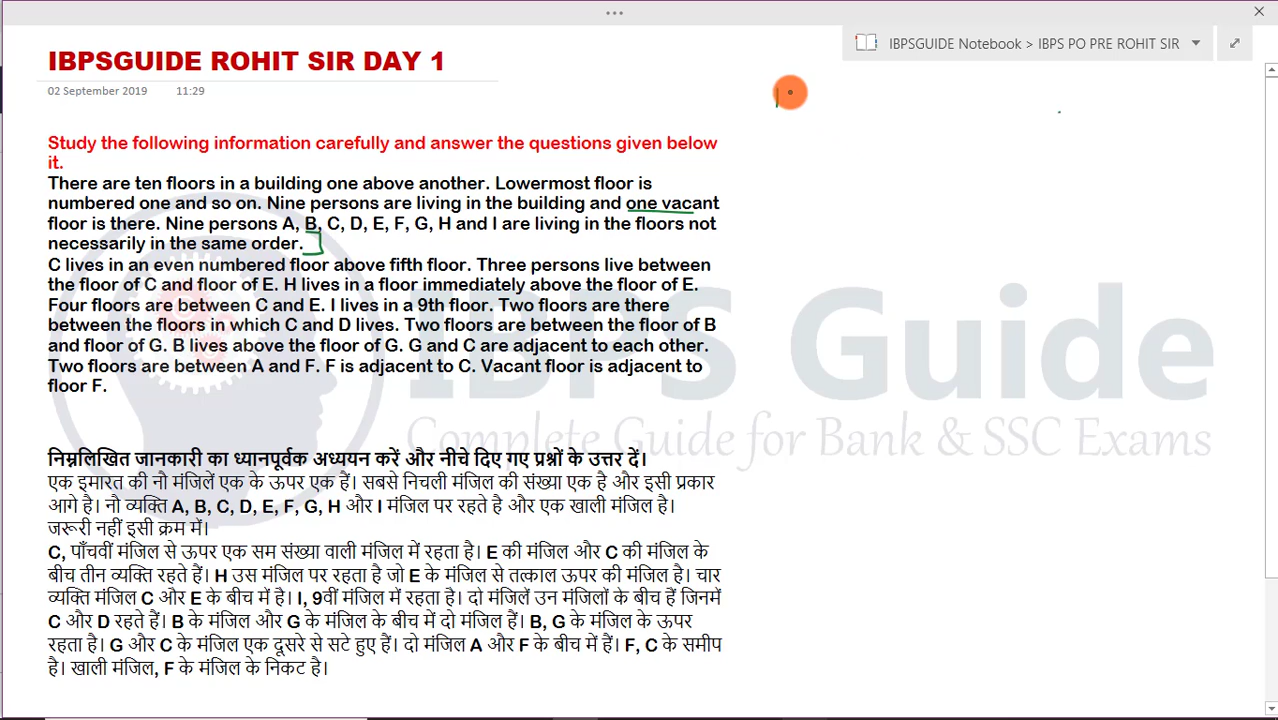 IBPSGUIDE Notebook > IBPS PO PRE ROHIT SIR
IBPSGUIDE ROHIT SIR DAY 1
02 September 2019 11:29
Study the following information carefully and answer the questions given below
it.
There are ten floors in a building one above another. Lowermost floor is
numbered one and so on. Nine persons are living in the building and one vacant
floor is there. Nine persons A, B, C, D, E, F, G, H and I are living in the floors not
necessarily in the same order.
C lives in an even numbered floor above fifth floor. Three persons live between
the floor of C and floor of E. H lives in a floor immediately above the floor of E.
Four floors are between C and E. I lives in a 9th floor. Two floors are there
between the floors in which C and D lives. Two floors are between the floor of B
and floor of G. B lives above the floor of G. G and C are adjacent to each other.
Two floors are between A and F. F is adjacent to C. Vacant floor is adjacent to
floor F.
IBPS Guide
Complete Guide for Bank & SSC Exams
निम्नलिखित जानकारी का ध्यानपूर्वक अध्ययन करें और नीचे दिए गए प्रश्नों के उत्तर दें।
एक इमारत की नौ मंजिलें एक के ऊपर एक हैं। सबसे निचली मंजिल की संख्या एक है और इसी प्रकार
आगे है। नौ व्यक्ति A, B, C, D, E, F, G, H और I मंजिल पर रहते है और एक खाली मंजिल है।
जरूरी नहीं इसी क्रम में।
C, पाँचवीं मंजिल से ऊपर एक सम संख्या वाली मंजिल में रहता है। E की मंजिल और C की मंजिल के
बीच तीन व्यक्ति रहते हैं। H उस मंजिल पर रहता है जो E के मंजिल से तत्काल ऊपर की मंजिल है। चार
व्यक्ति मंजिल C और E के बीच में है। I, 9वीं मंजिल में रहता है। दो मंजिलें उन मंजिलों के बीच हैं जिनमें
C और D रहते हैं। B के मंजिल और G के मंजिल के बीच में दो मंजिल हैं। B, G के मंजिल के ऊपर
रहता है। G और C के मंजिल एक दूसरे से सटे हुए हैं। दो मंजिल A और F के बीच में हैं। F, C के समीप
है। खाली मंजिल, F के मंजिल के निकट है।